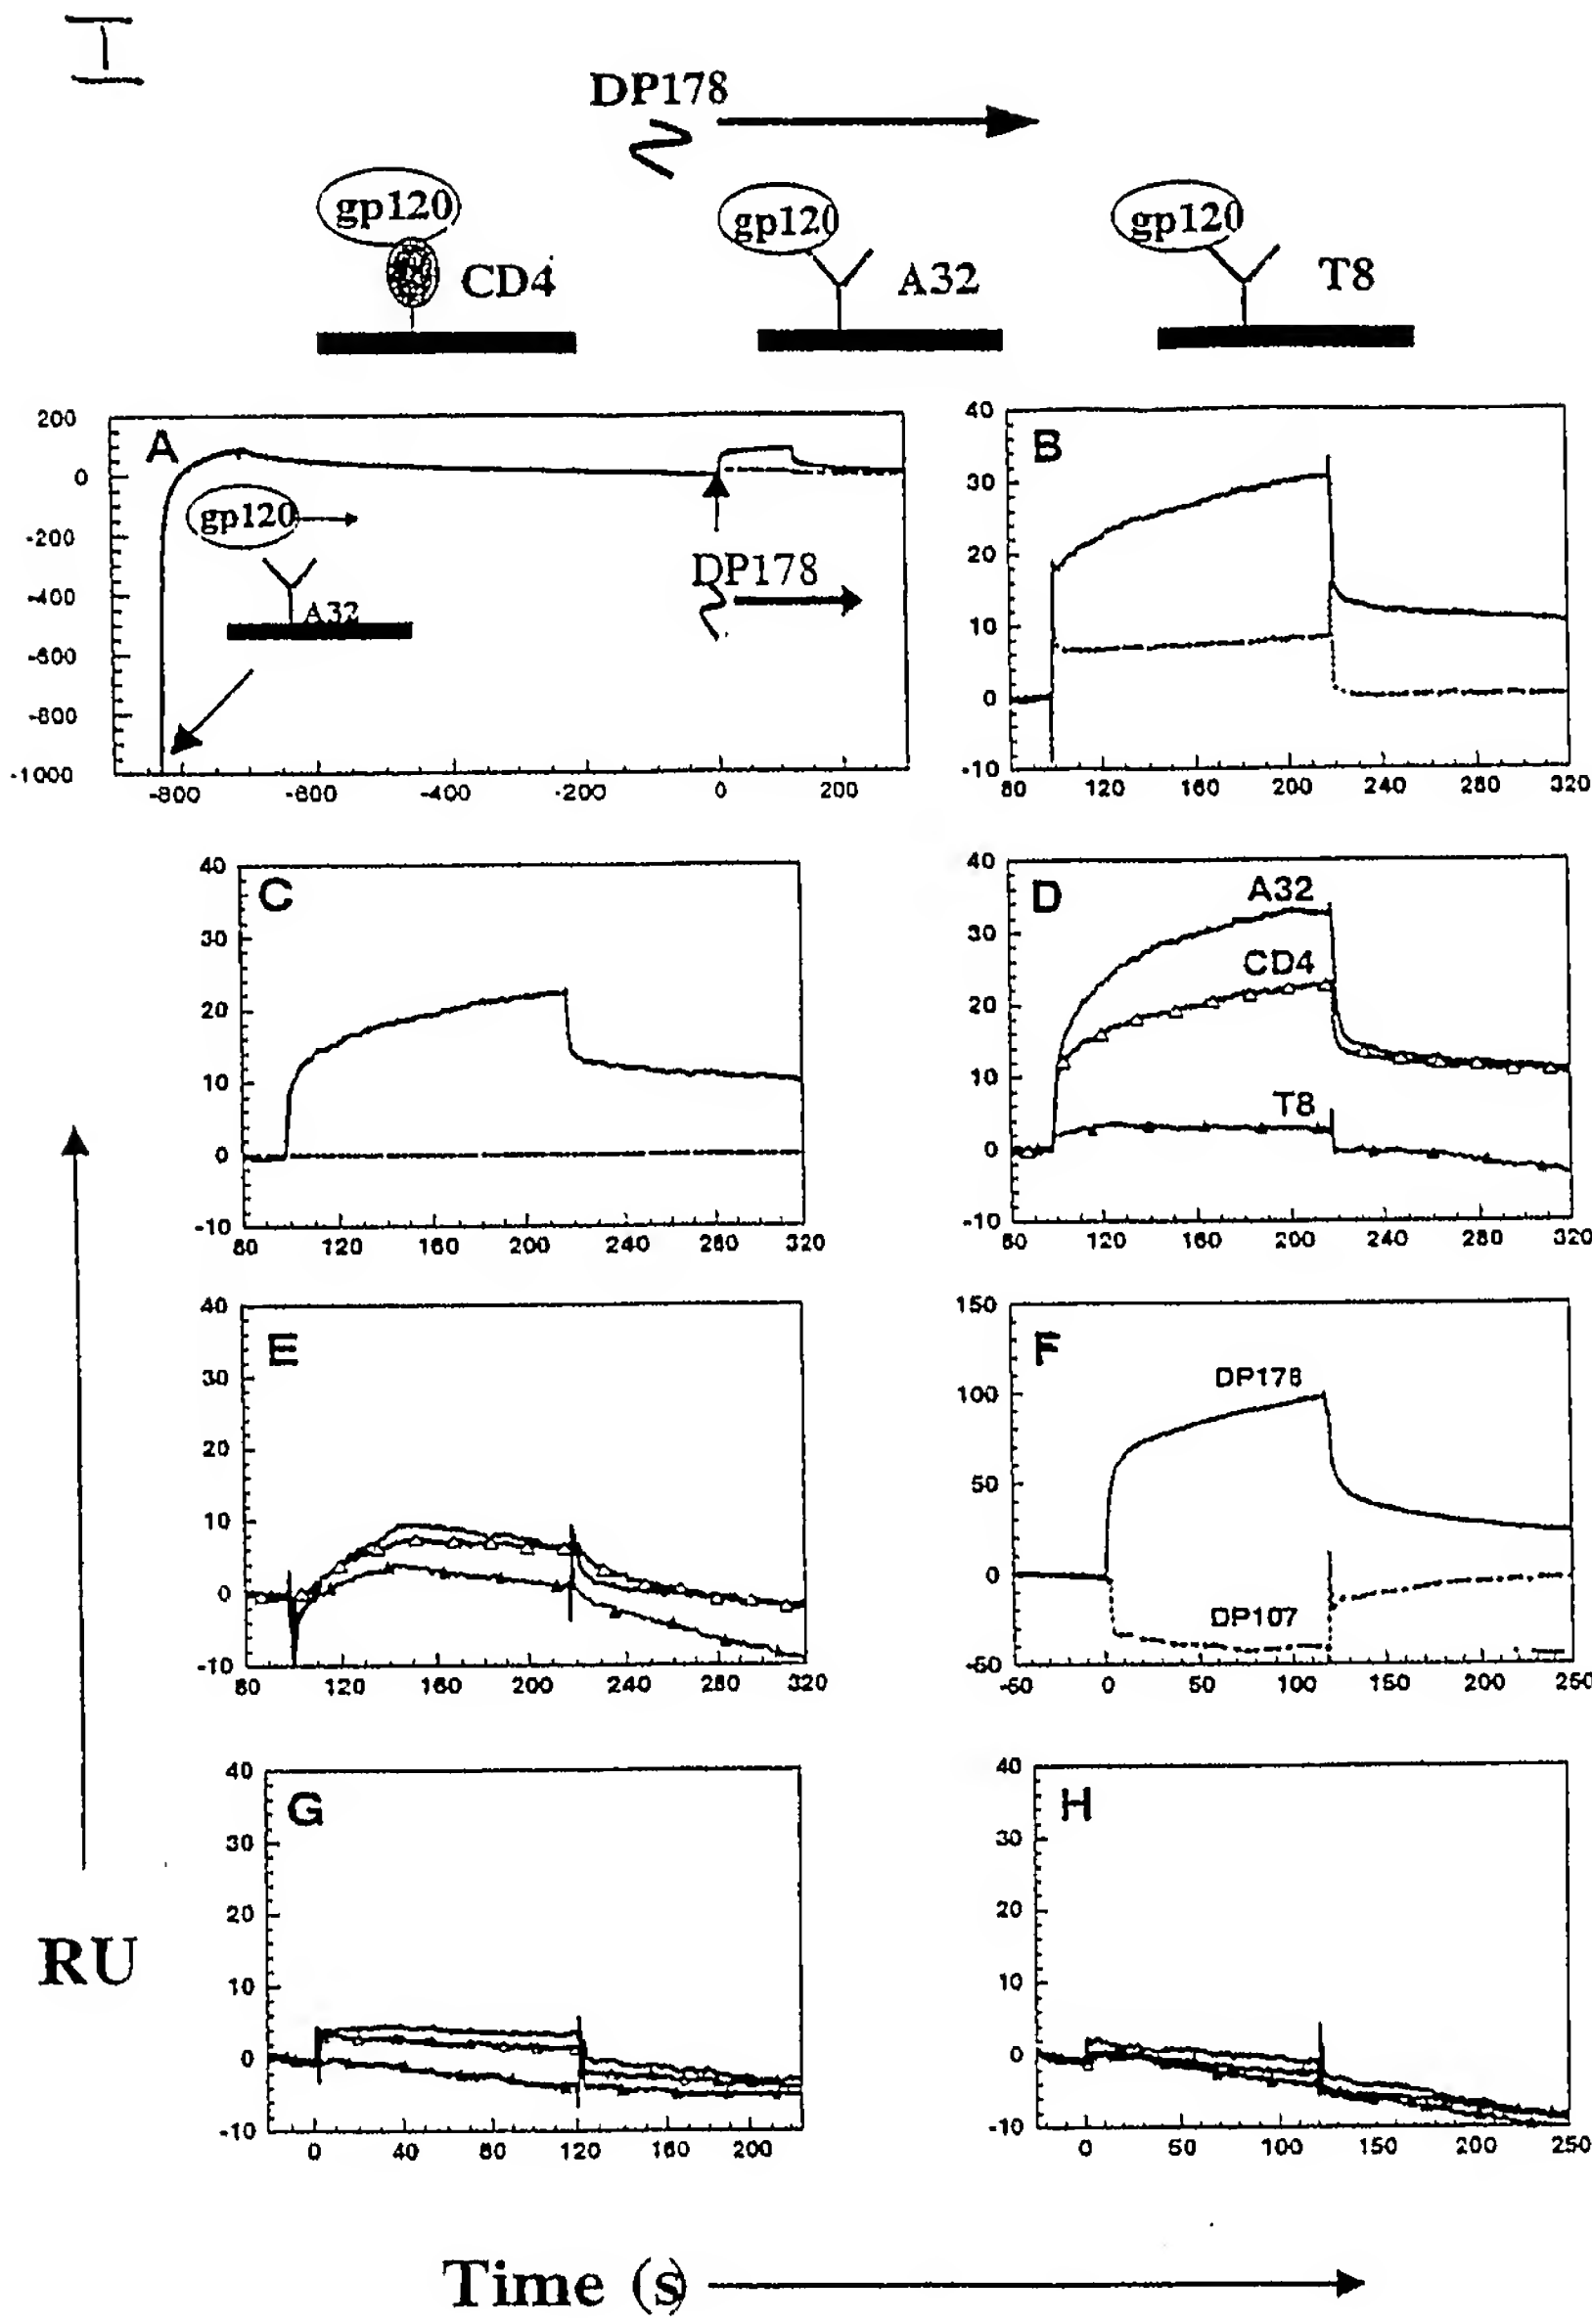 I
DP178
gp120 gp120 gp120
CD4 A32 T8
A
200
0
-200
-400
-600
-800
-1000
gp120
A32
DP178
-800 -600 -400 -200 0 200
B
40
30
20
10
0
-10
80 120 160 200 240 280 320
C
40
30
20
10
0
-10
80 120 160 200 240 280 320
D
40
30
20
10
0
-10
A32
CD4
T8
80 120 160 200 240 280 320
E
40
30
20
10
0
-10
80 120 160 200 240 280 320
F
150
100
50
0
-50
DP178
DP107
-50 0 50 100 150 200 250
G
40
30
20
10
0
-10
0 40 80 120 160 200
H
40
30
20
10
0
-10
0 50 100 150 200 250
RU
Time (s)